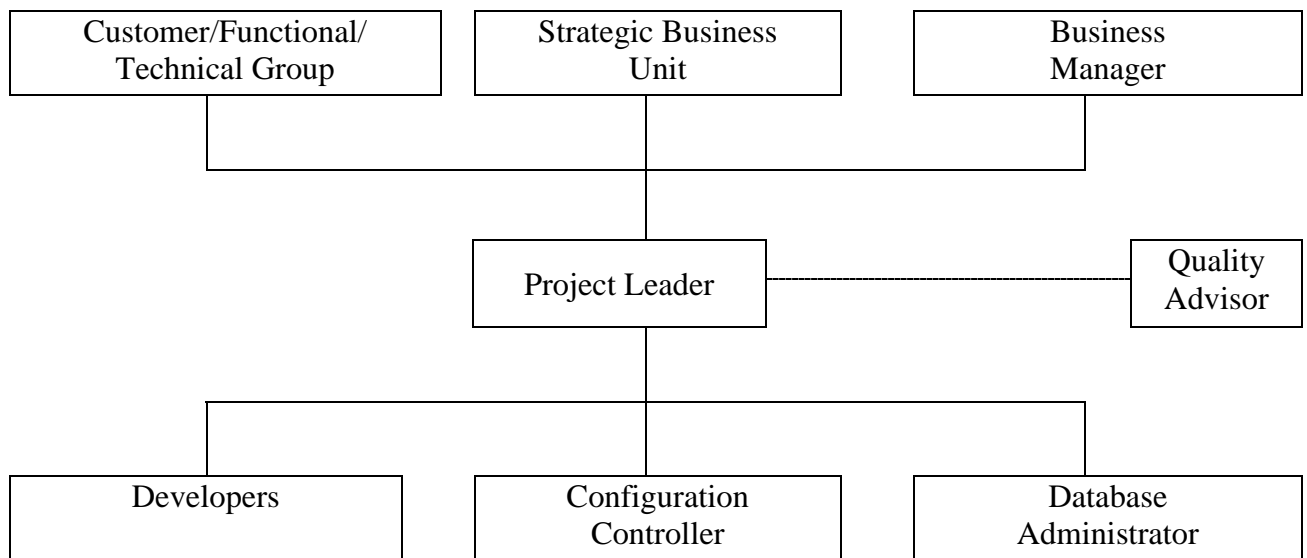 Customer/Functional/
Technical Group
Strategic Business
Unit
Business
Manager
Project Leader
Quality
Advisor
Developers
Configuration
Controller
Database
Administrator